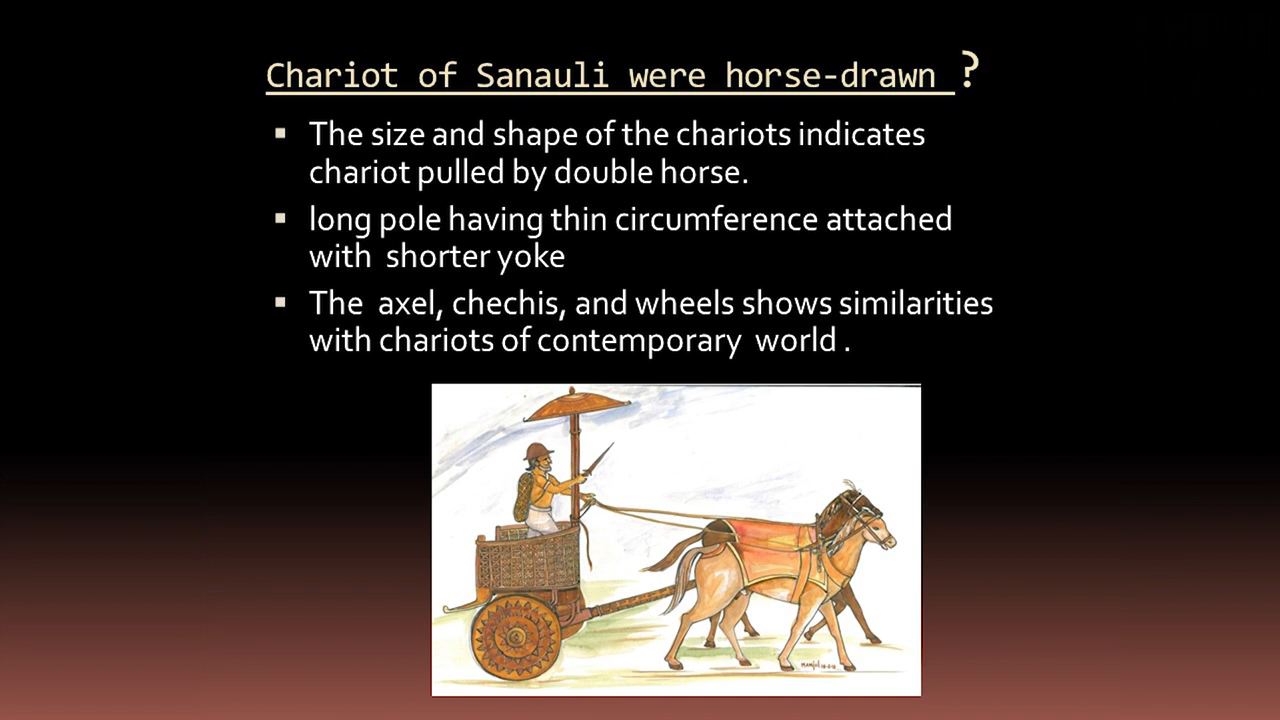 Chariot of Sanauli were horse-drawn ?
The size and shape of the chariots indicates
chariot pulled by double horse.
long pole having thin circumference attached
with shorter yoke
The axel, chechis, and wheels shows similarities
with chariots of contemporary world .